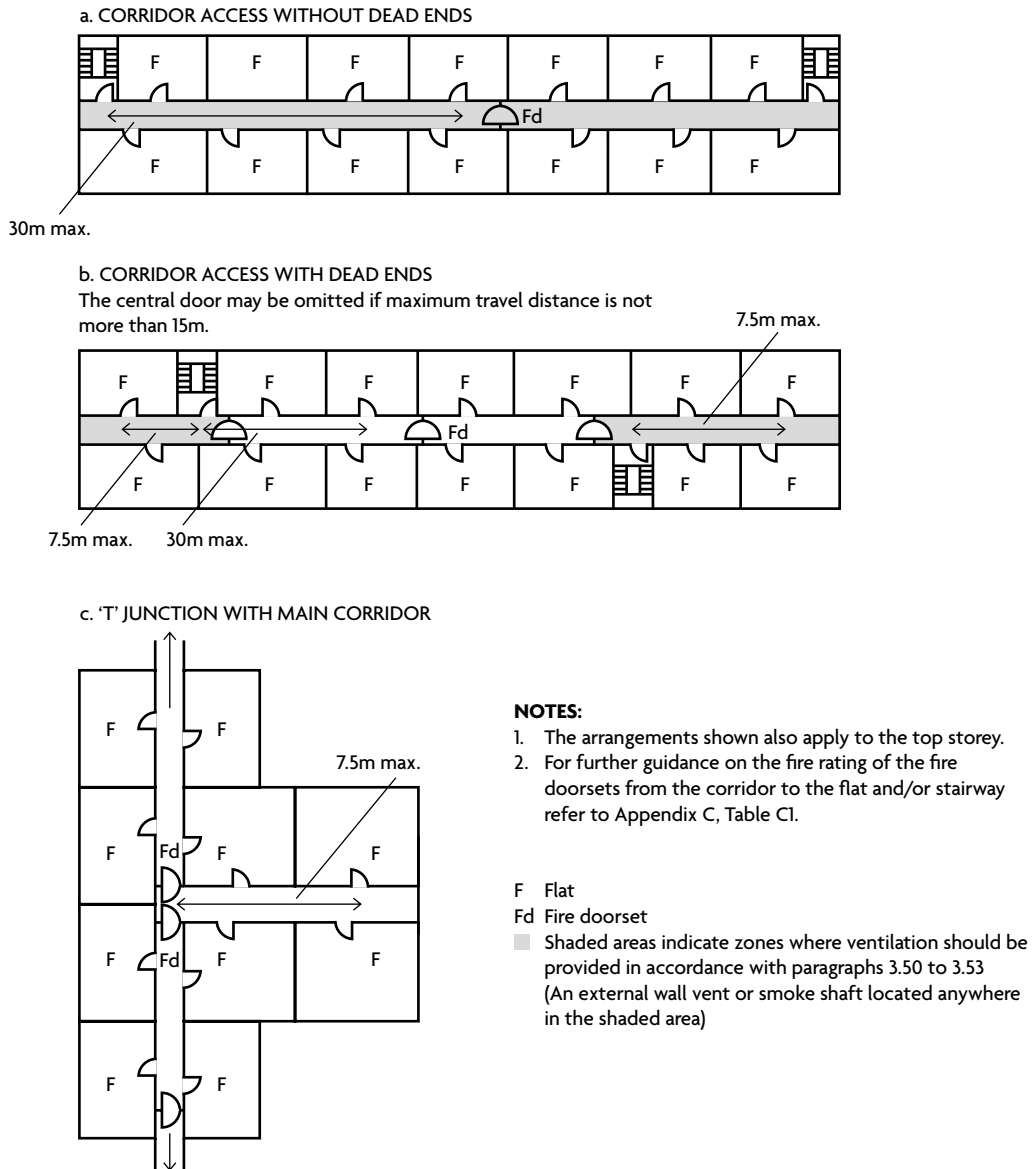 a. CORRIDOR ACCESS WITHOUT DEAD ENDS
F F F F F F F
Fd
F F F F F F F
30m max.
b. CORRIDOR ACCESS WITH DEAD ENDS
The central door may be omitted if maximum travel distance is not
more than 15m.
7.5m max.
F F F F F F F
Fd
F F F F F F F
7.5m max. 30m max.
c. ‘T’ JUNCTION WITH MAIN CORRIDOR
F F
7.5m max.
F Fd F F
F Fd F F
F F
NOTES:
1. The arrangements shown also apply to the top storey.
2. For further guidance on the fire rating of the fire
doorsets from the corridor to the flat and/or stairway
refer to Appendix C, Table C1.
F Flat
Fd Fire doorset
Shaded areas indicate zones where ventilation should be
provided in accordance with paragraphs 3.50 to 3.53
(An external wall vent or smoke shaft located anywhere
in the shaded area)